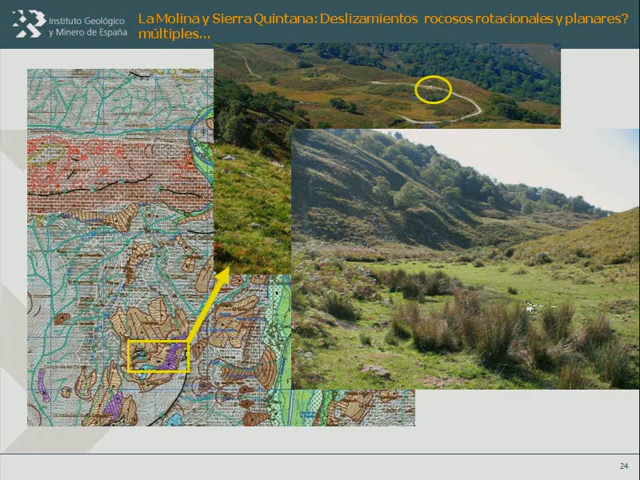 Instituto Geológico
y Minero de España
La Molina y Sierra Quintana: Deslizamientos rocosos rotacionales y planares?
múltiples...
24